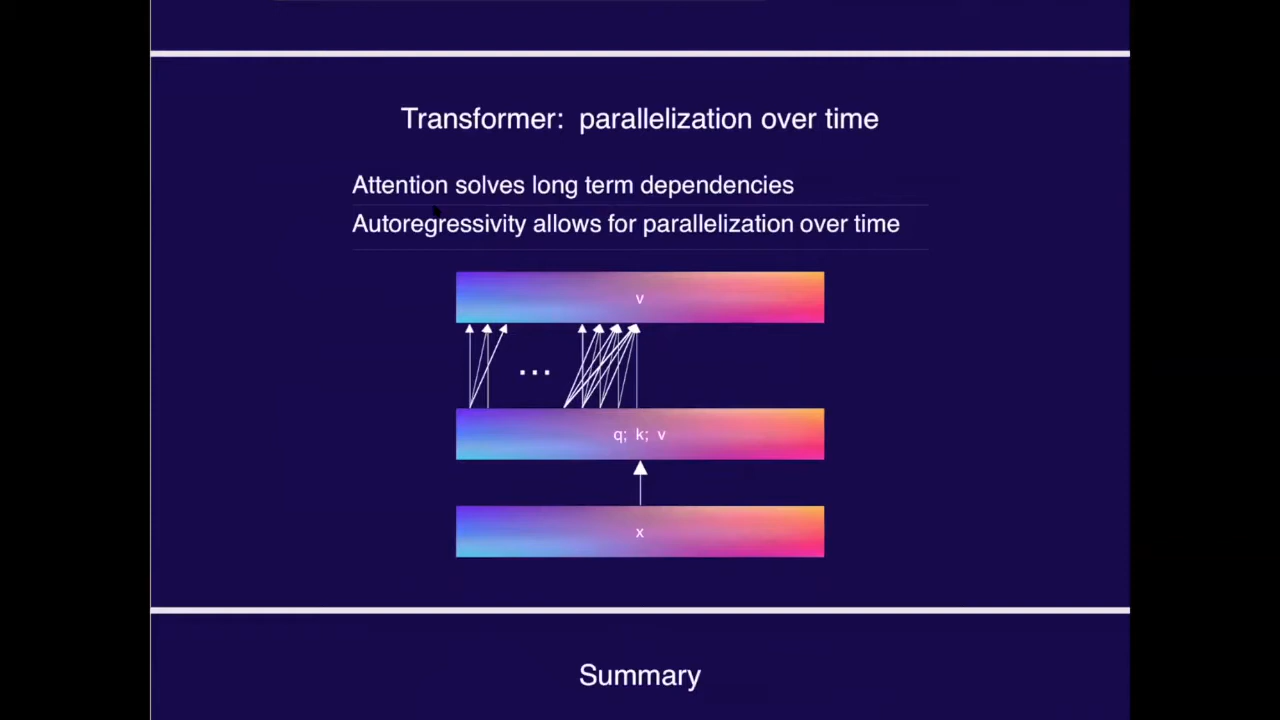 Transformer: parallelization over time
Attention solves long term dependencies
Autoregressivity allows for parallelization over time
v
...
q; k; v
x
Summary